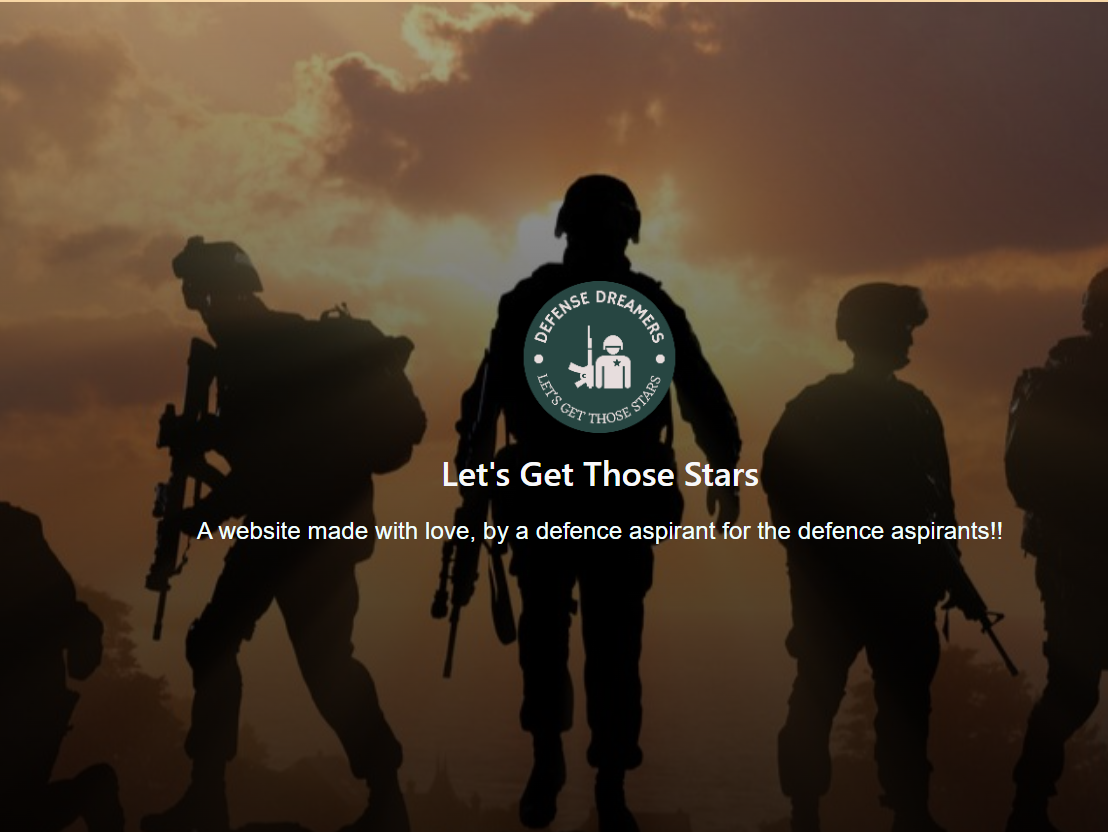 DEFENSE DREAMERS
LET'S GET THOSE STARS
Let's Get Those Stars
A website made with love, by a defence aspirant for the defence aspirants!!